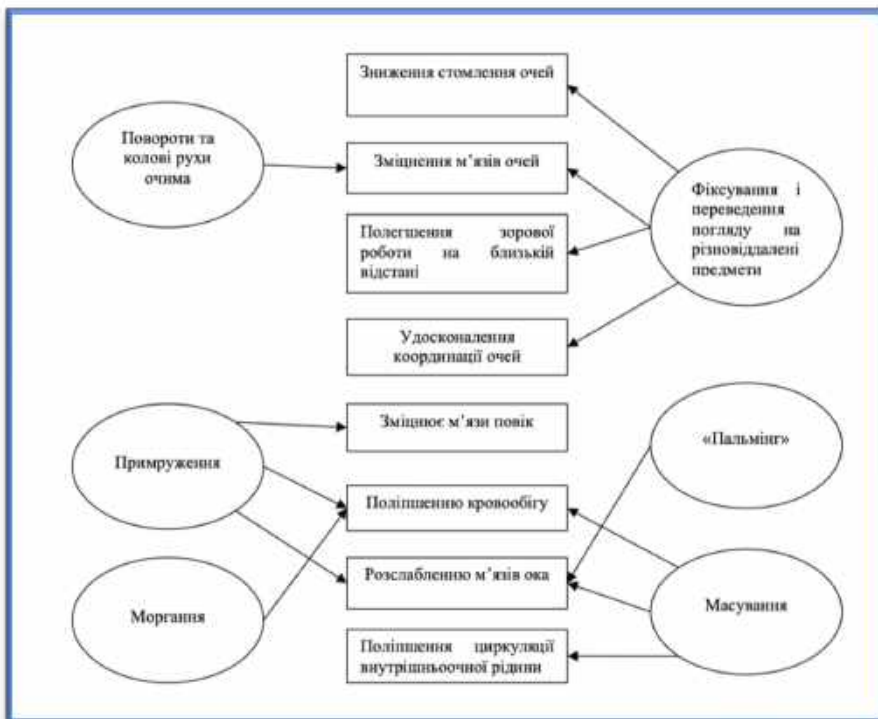 Зниження стомлення очей
Повороти та
колові рухи
очима
Зміцнення м’язів очей
Фіксування і
переведення
погляду на
різновіддалені
предмети
Полегшення зорової
роботи на близькій
відстані
Удосконалення
координації очей
Зміцнює м’язи повік
«Пальмінг»
Примруження
Поліпшенню кровообігу
Розслабленню м’язів ока
Моргання
Масування
Поліпшення циркуляції
внутрішньоочної рідини